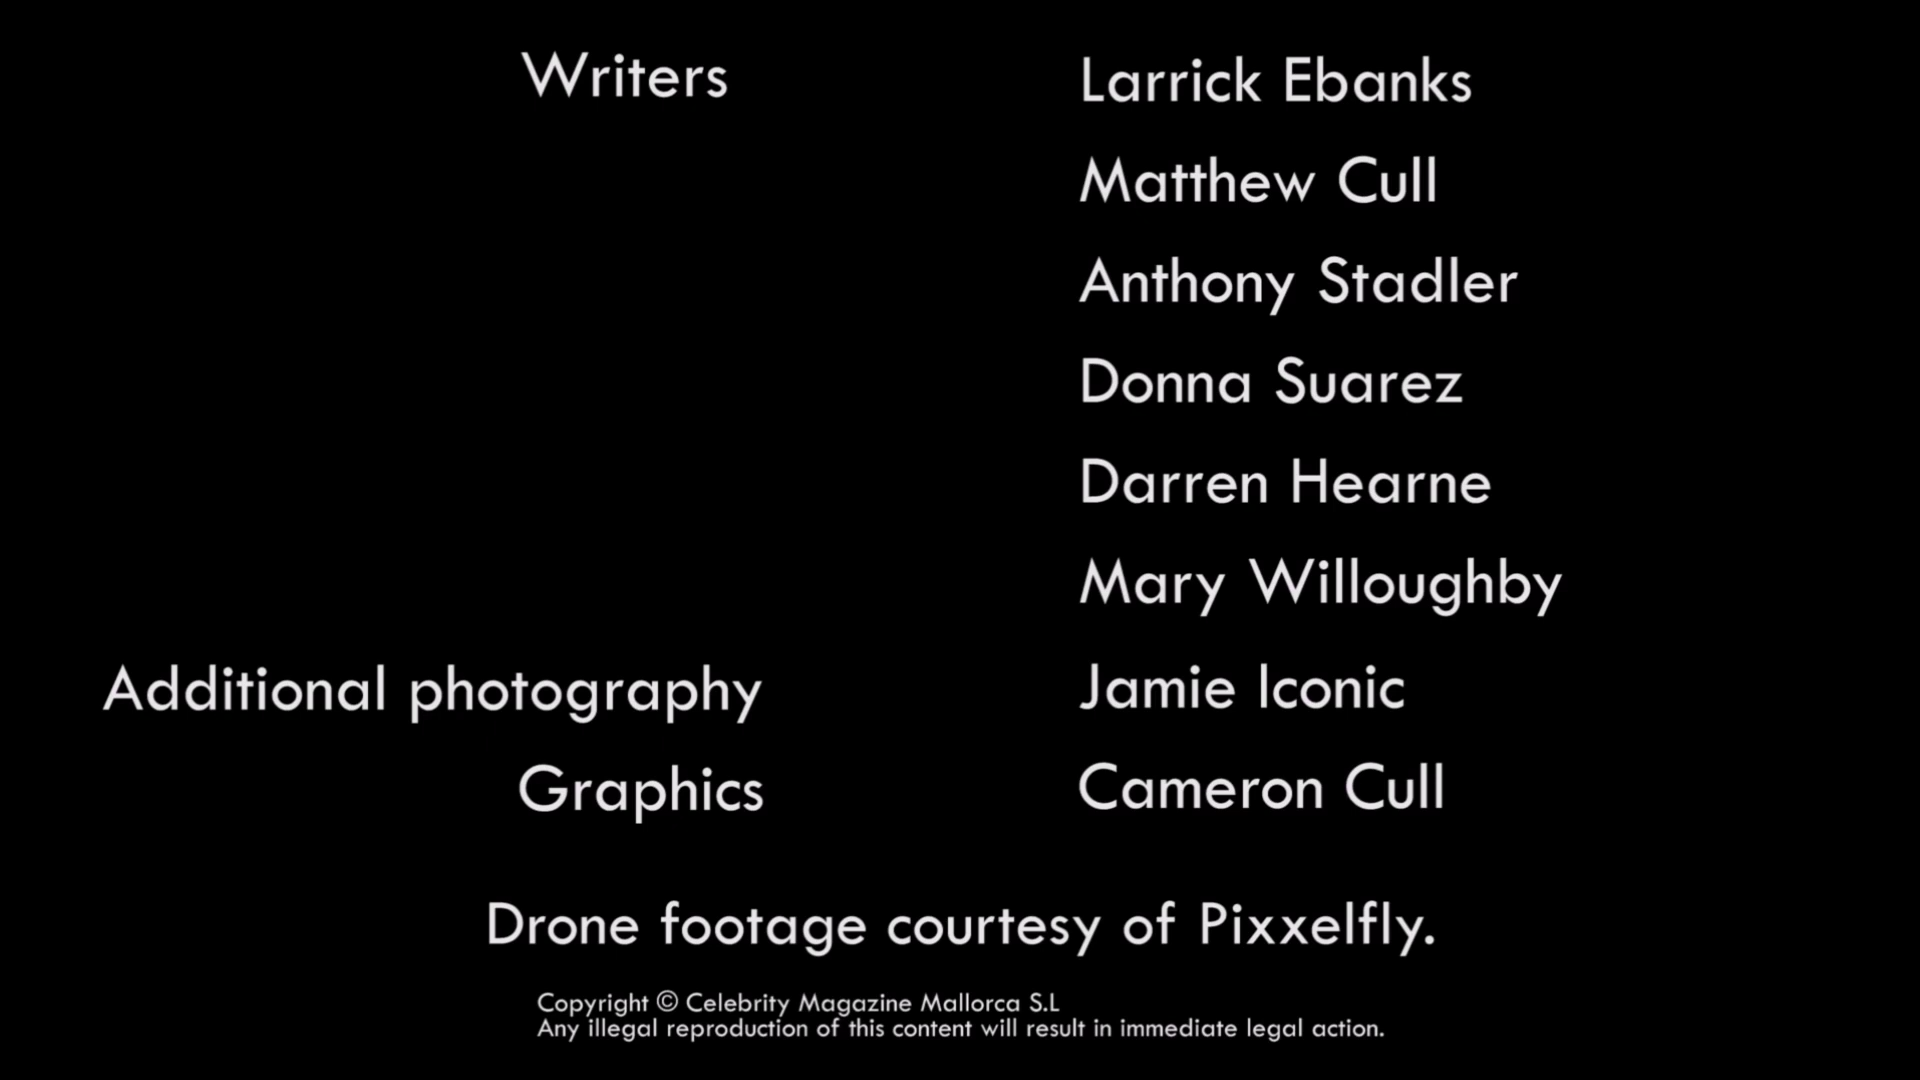 Writers Larrick Ebanks
Matthew Cull
Anthony Stadler
Donna Suarez
Darren Hearne
Mary Willoughby
Additional photography Jamie Iconic
Graphics Cameron Cull
Drone footage courtesy of Pixxelfly.
Copyright © Celebrity Magazine Mallorca S.L
Any illegal reproduction of this content will result in immediate legal action.